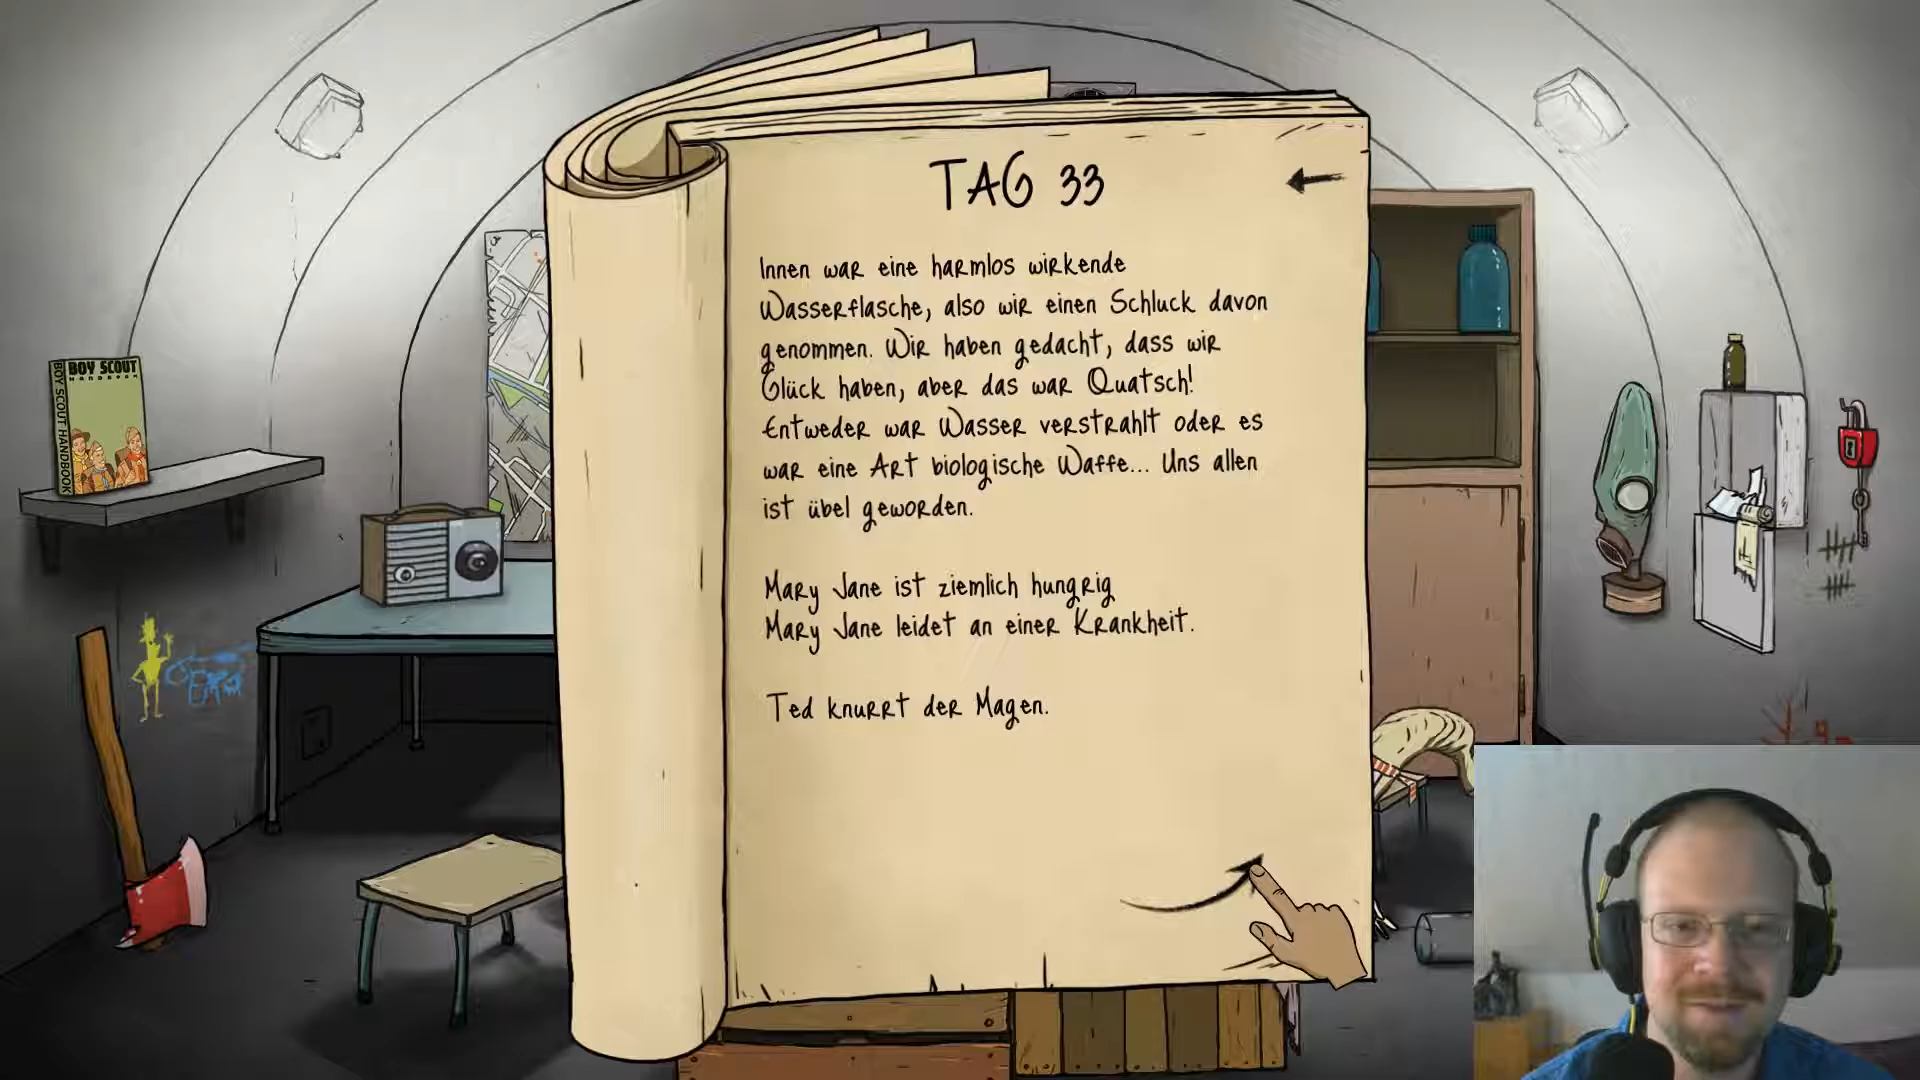 TAG 33
Innen war eine harmlos wirkende
Wasserflasche, also wir einen Schluck davon
genommen. Wir haben gedacht, dass wir
Glück haben, aber das war Quatsch!
Entweder war Wasser verstrahlt oder es
war eine Art biologische Waffe... Uns allen
ist übel geworden.
Mary Jane ist ziemlich hungrig
Mary Jane leidet an einer Krankheit.
Ted knurrt der Magen.
BOY SCOUT
HANDBOOK
BOY SCOUT HANDBOOK